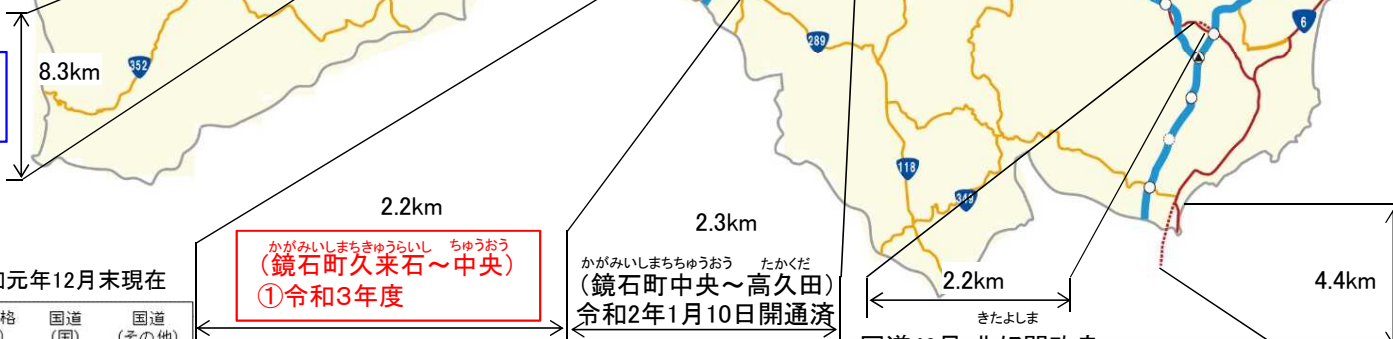 6
289
8.3km
352
118
349
2.2km
かがみいしまちきゅうらいし ちゅうおう
(鏡石町久来石～中央)
①令和3年度
2.3km
かがみいしまちちゅうおう たかくだ
(鏡石町中央～高久田)
令和2年1月10日開通済
2.2km
4.4km
元年12月末現在
きたよしま
格 国道 国道
(国) (その他)